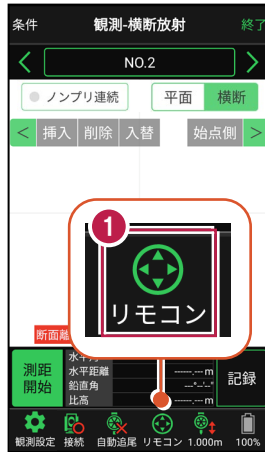 条件 観測-横断放射 終了
< NO.2 >
ノンプリ連続 平面 横断
< 挿入 削除 入替 始点側 >
1
リモコン
断面離
測距開始
水平角
水平距離 -----.--- m
鉛直角 ---°--'--"
比高 -----.--- m
記録
観測設定 接続 自動追尾 リモコン 1.000m 100%